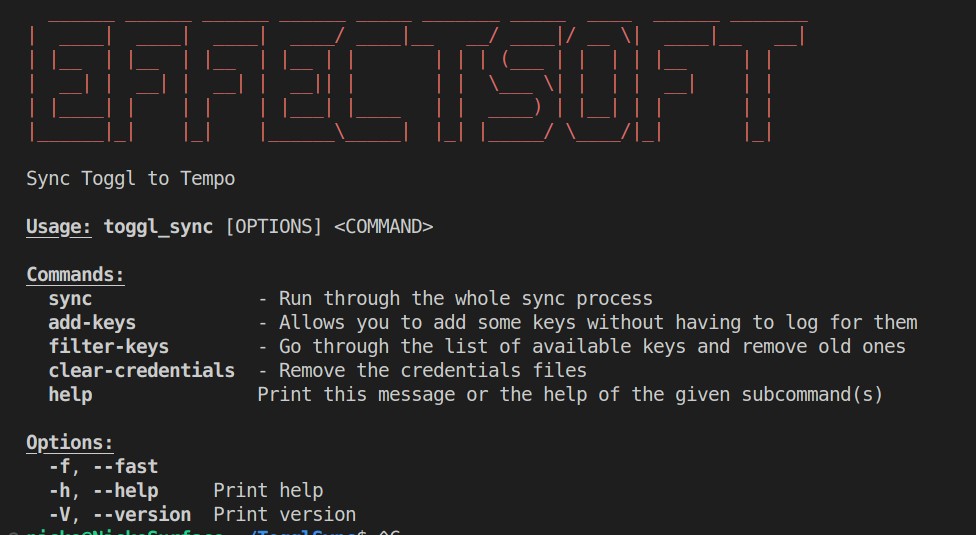 EFFECTSOFT
Sync Toggl to Tempo
Usage: toggl_sync [OPTIONS] <COMMAND>
Commands:
sync - Run through the whole sync process
add-keys - Allows you to add some keys without having to log for them
filter-keys - Go through the list of available keys and remove old ones
clear-credentials - Remove the credentials files
help Print this message or the help of the given subcommand(s)
Options:
-f, --fast
-h, --help Print help
-V, --version Print version